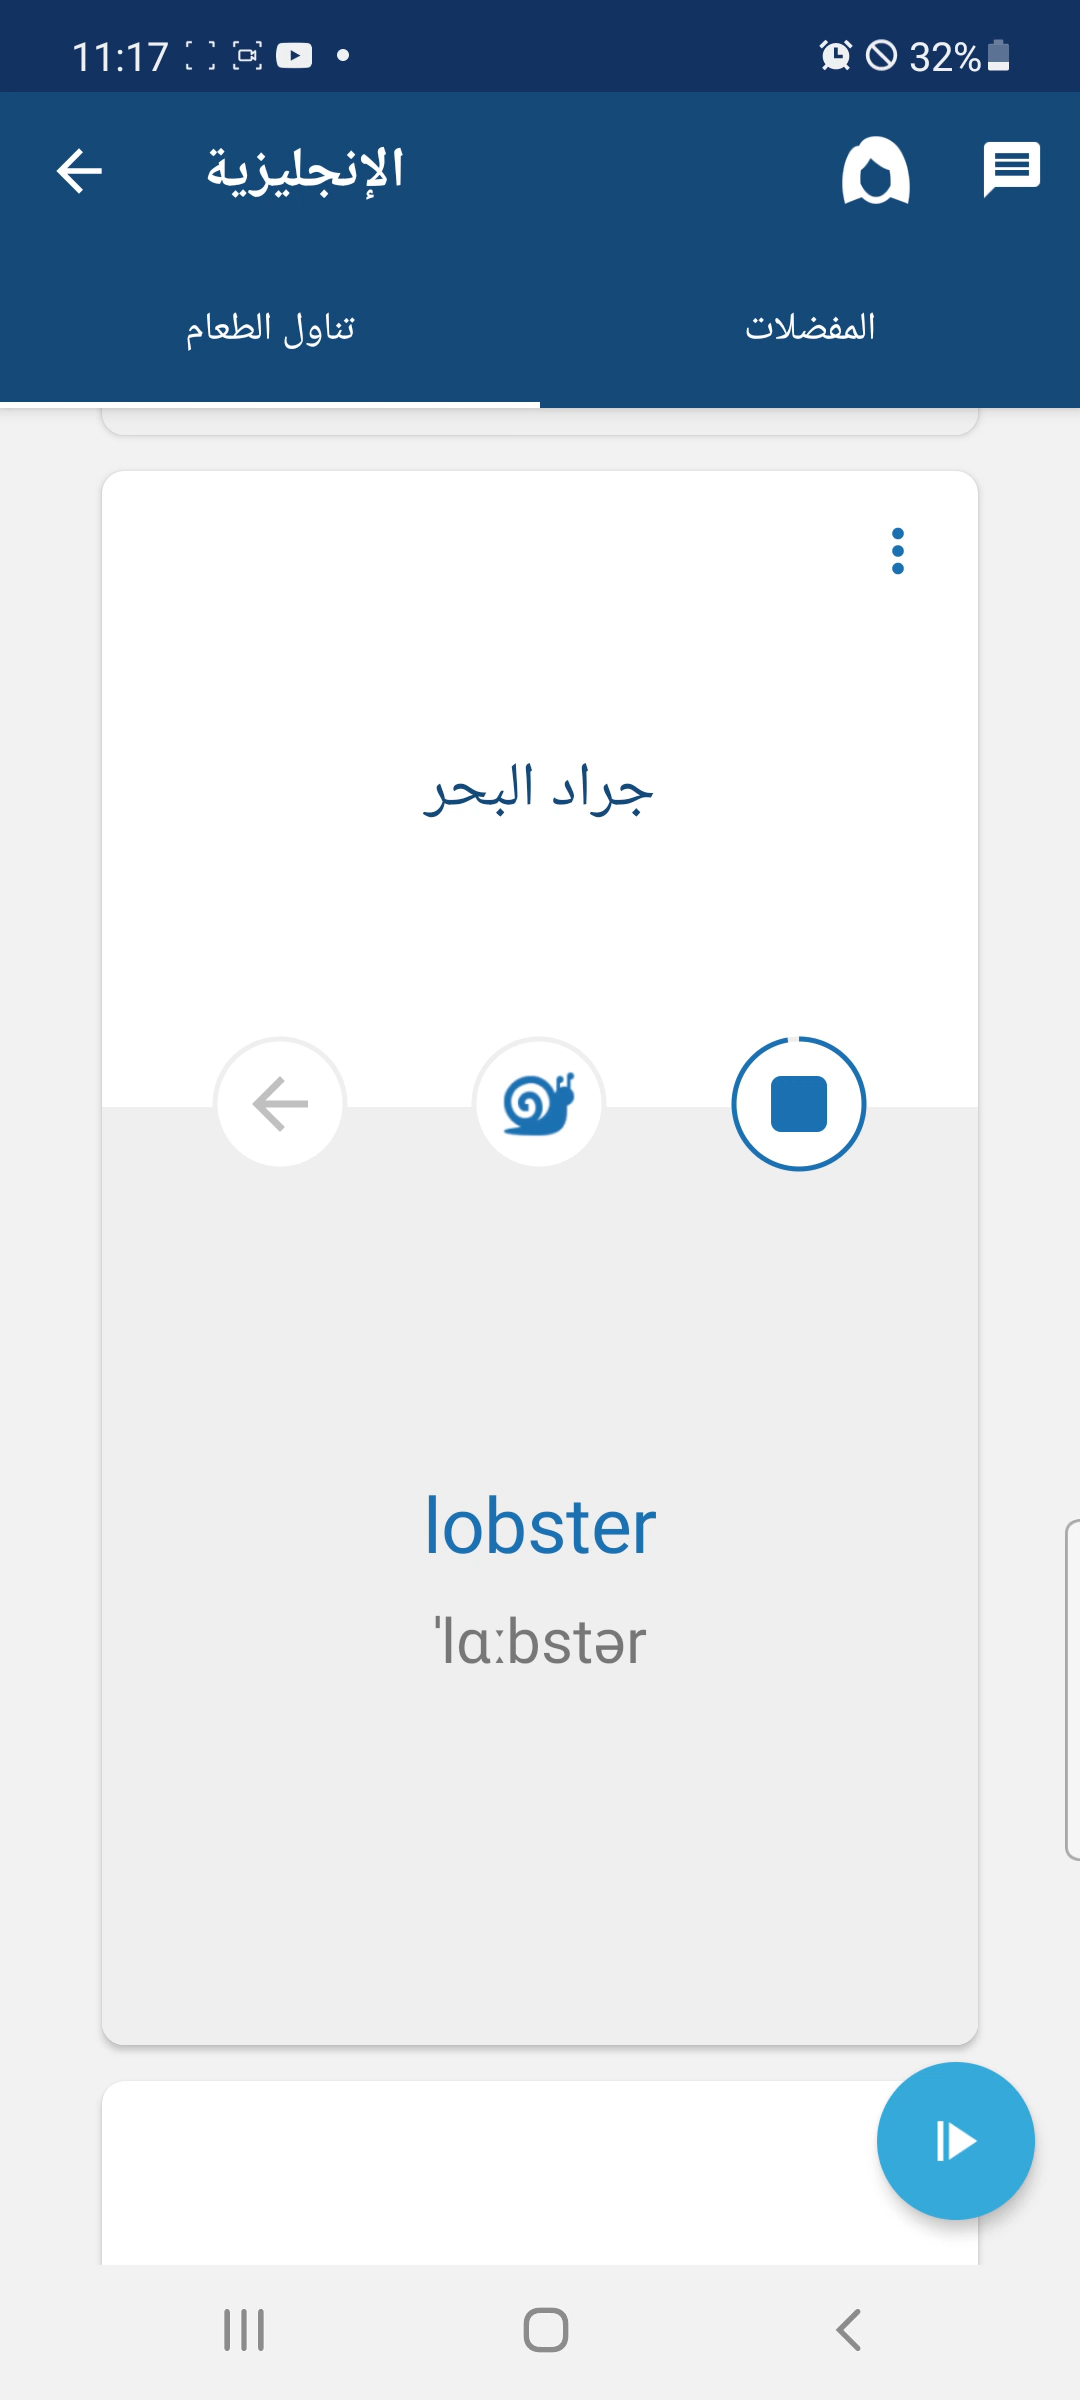 11:17
32%
الإنجليزية
تناول الطعام
المفضلات
جراد البحر
lobster
ˈlɑːbstər